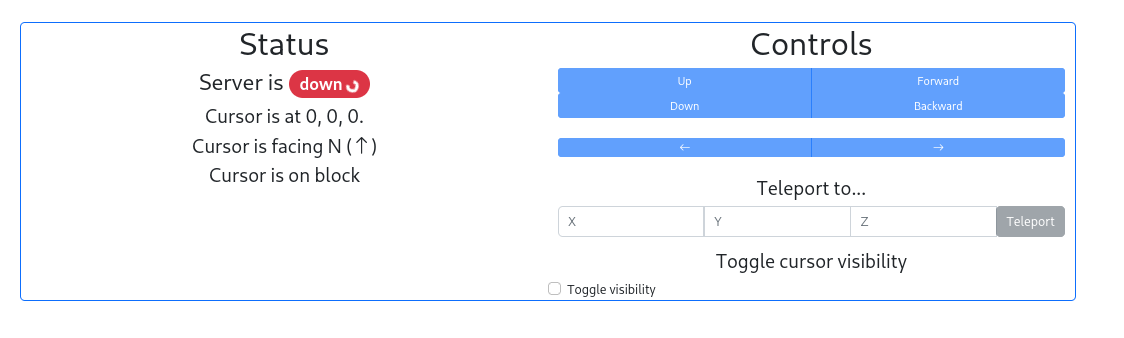 Status
Server is down
Cursor is at 0, 0, 0.
Cursor is facing N (↑)
Cursor is on block
Controls
Up
Forward
Down
Backward
←
→
Teleport to...
X
Y
Z
Teleport
Toggle cursor visibility
Toggle visibility